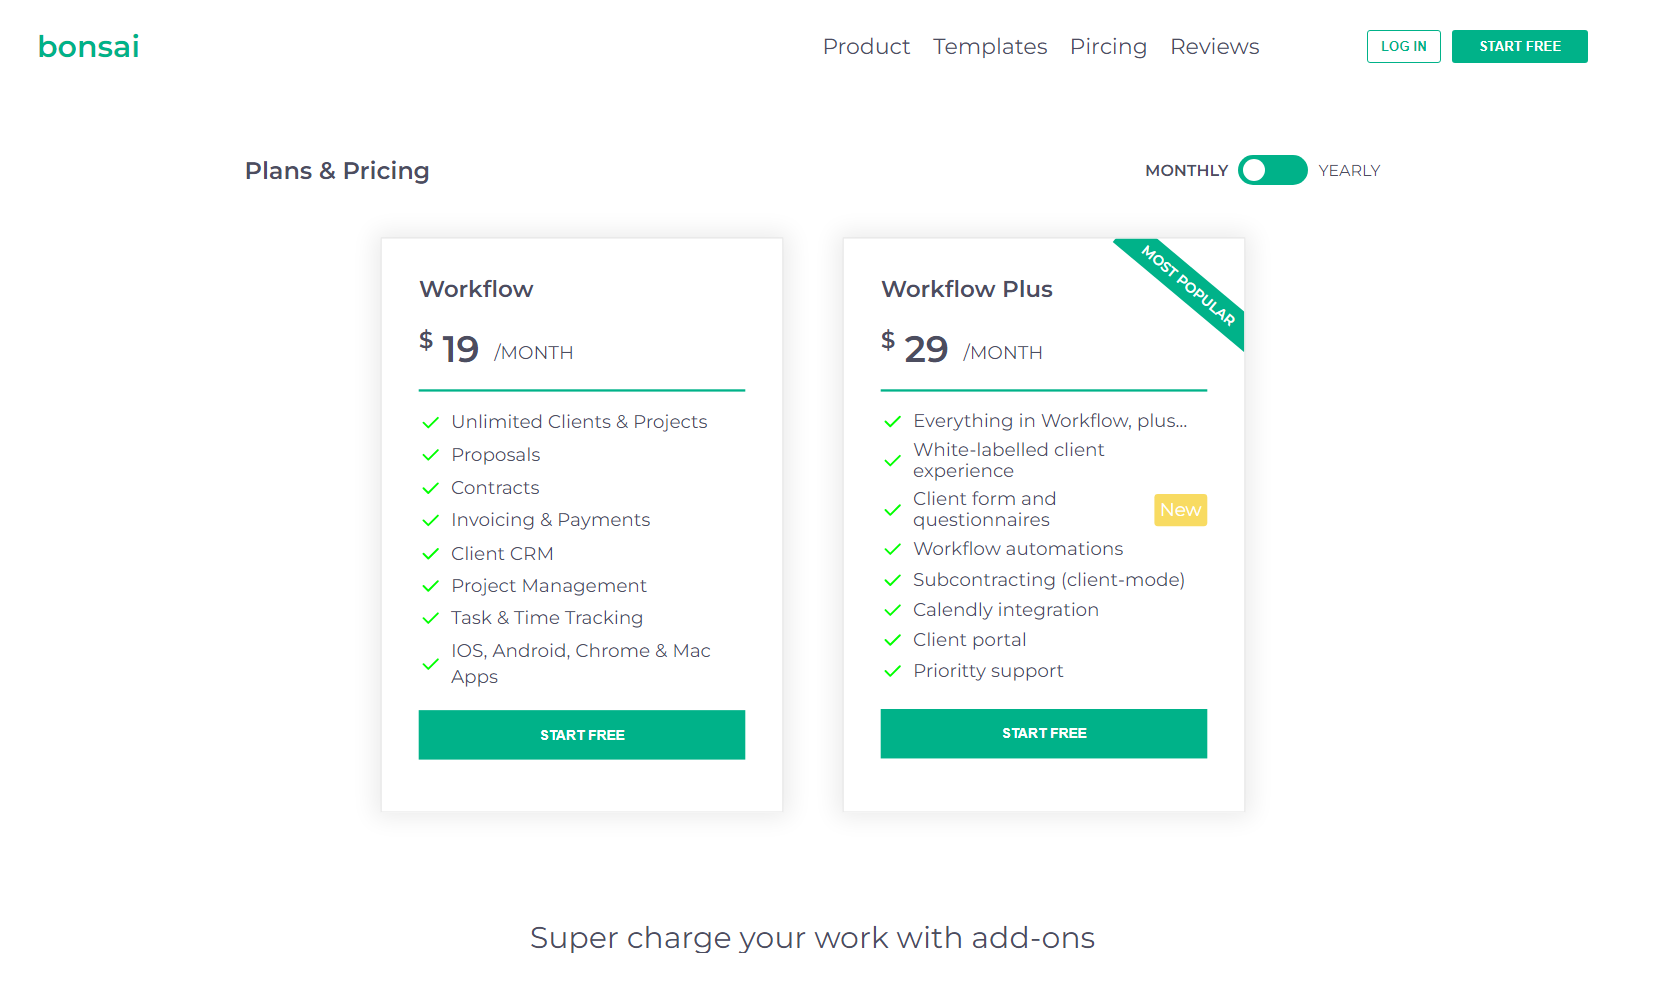 bonsai
Product Templates Pircing Reviews
LOG IN
START FREE
Plans & Pricing
MONTHLY
YEARLY
Workflow
$ 19 /MONTH
Unlimited Clients & Projects
Proposals
Contracts
Invoicing & Payments
Client CRM
Project Management
Task & Time Tracking
IOS, Android, Chrome & Mac
Apps
START FREE
MOST POPULAR
Workflow Plus
$ 29 /MONTH
Everything in Workflow, plus...
White-labelled client
experience
Client form and
questionnaires
New
Workflow automations
Subcontracting (client-mode)
Calendly integration
Client portal
Prioritty support
START FREE
Super charge your work with add-ons